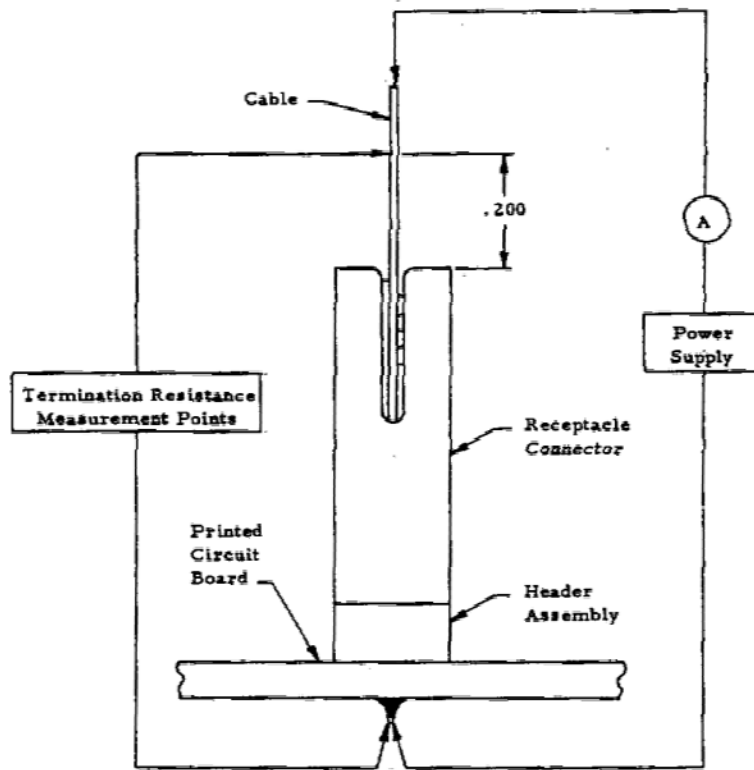 Cable
.200
A
Power
Supply
Termination Resistance
Measurement Points
Receptacle
Connector
Printed
Circuit
Board
Header
Assembly